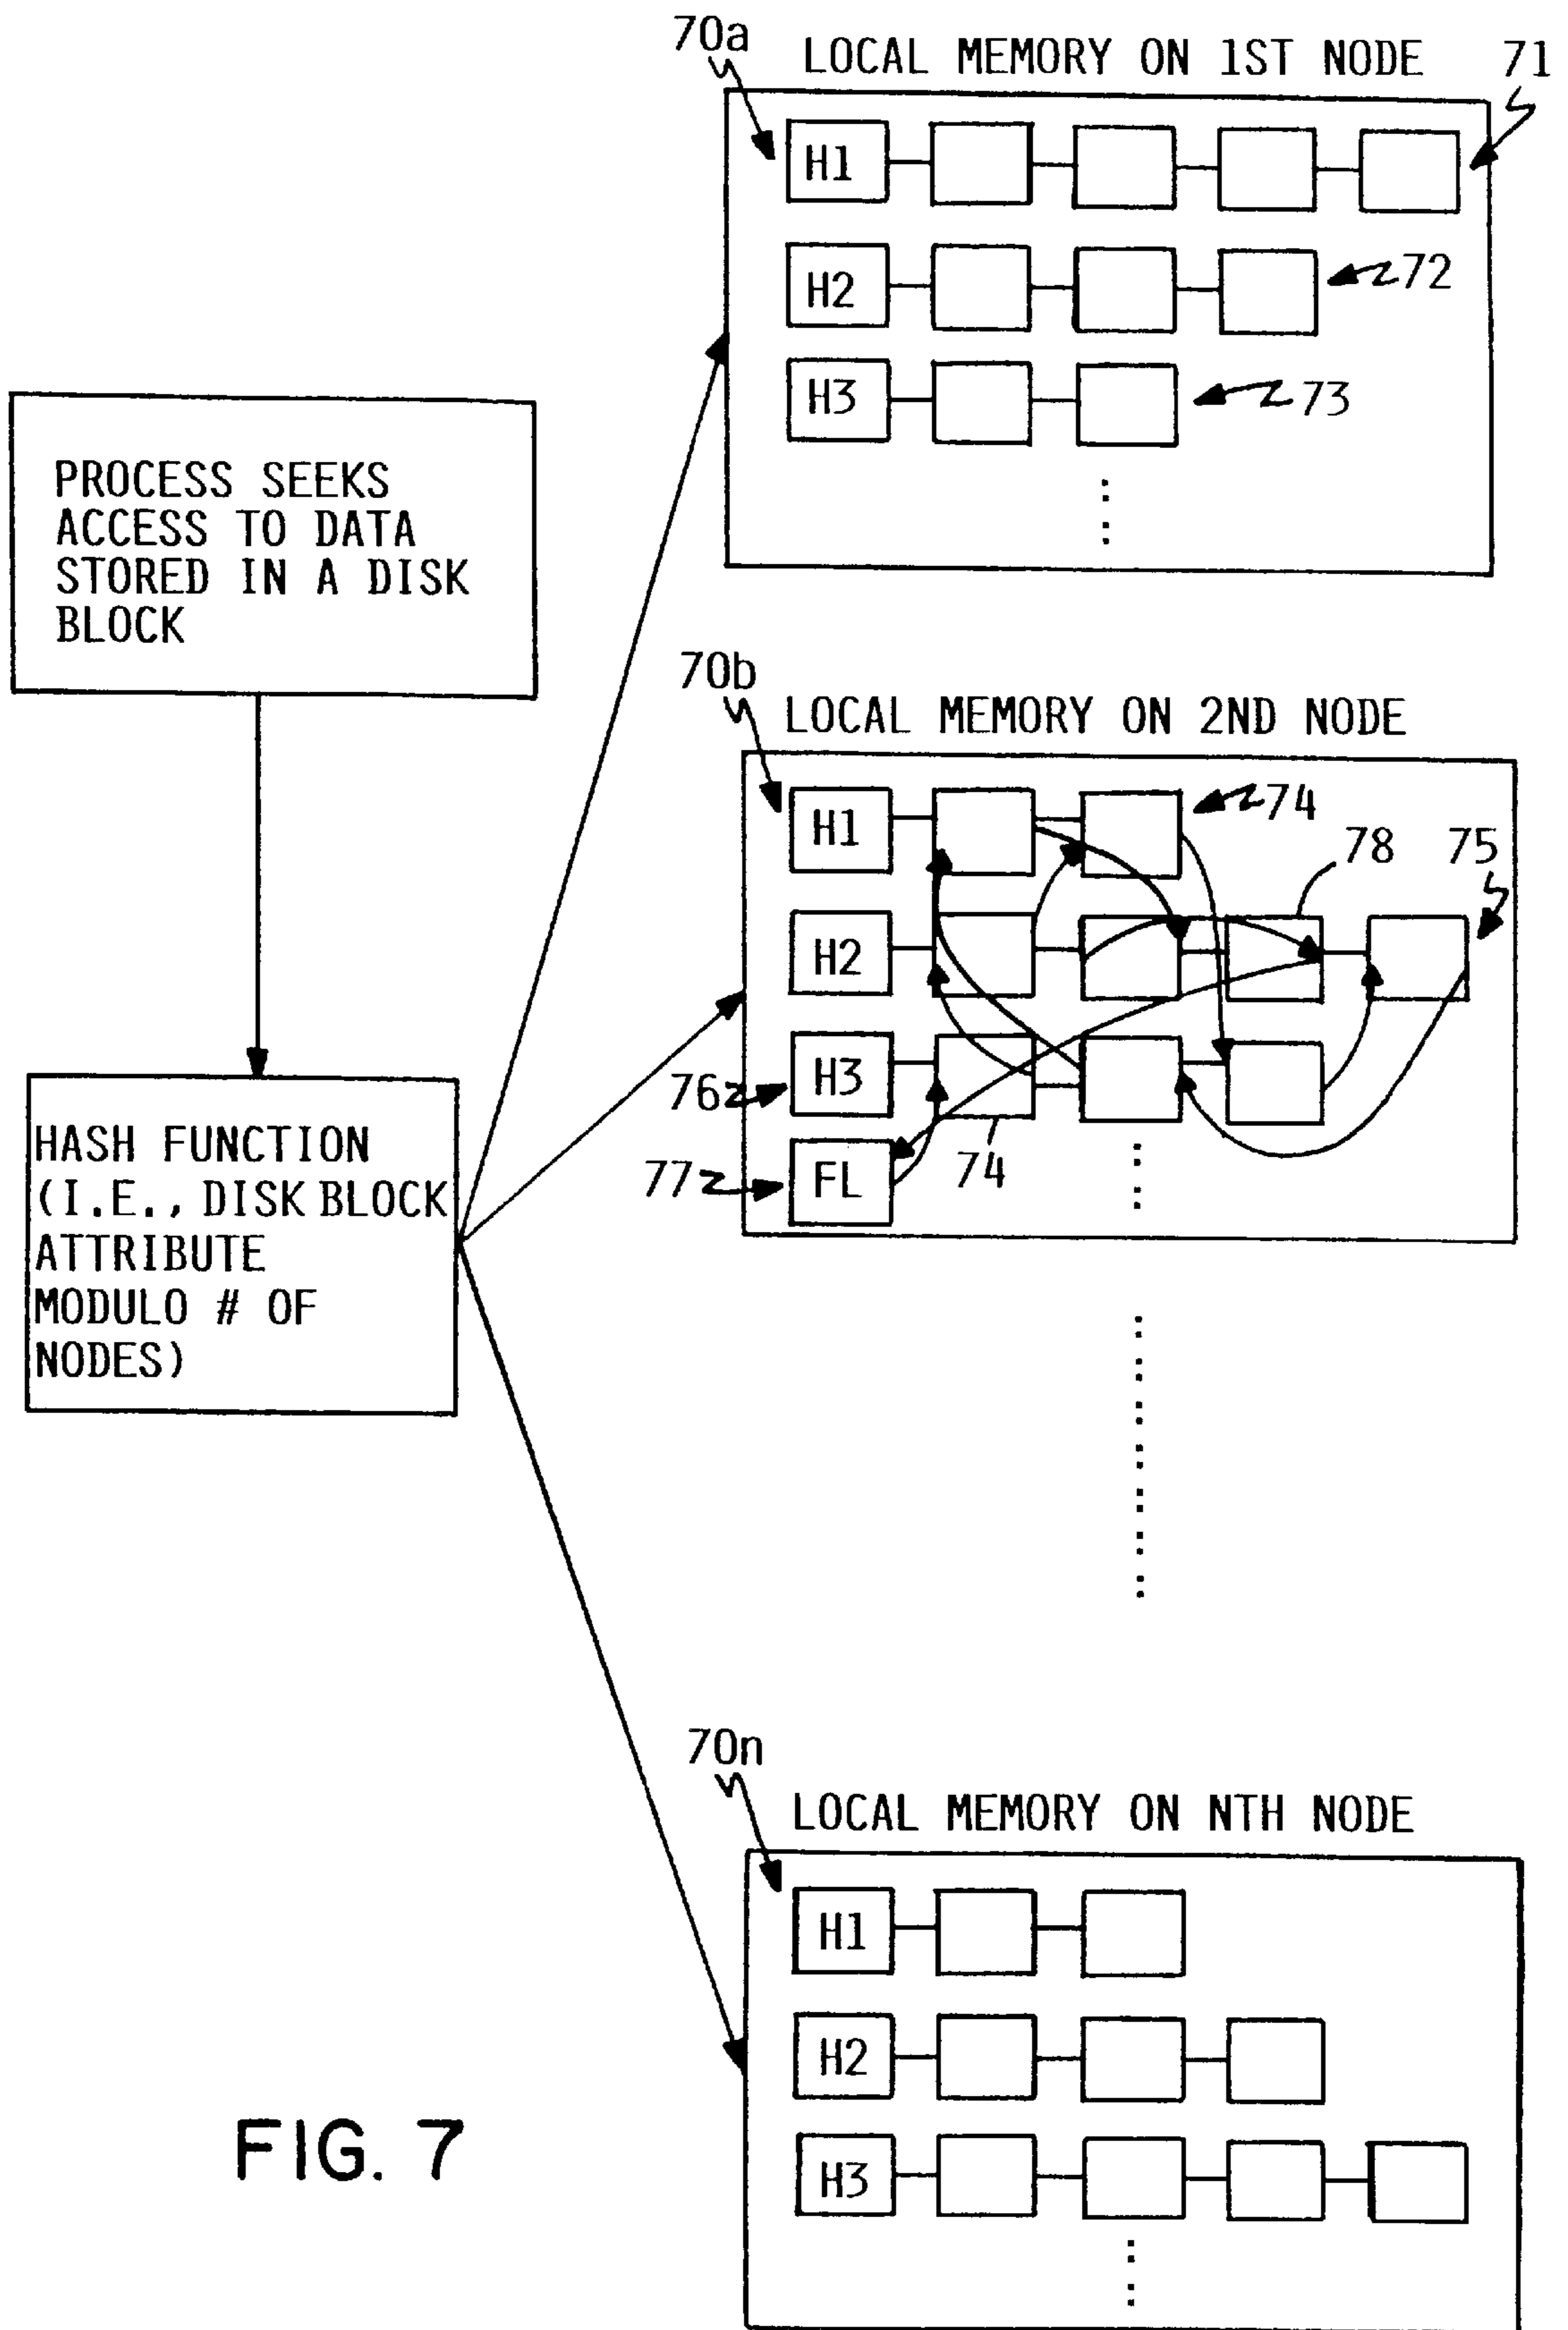 70a
LOCAL MEMORY ON 1ST NODE
71
H1
H2
72
H3
73
PROCESS SEEKS
ACCESS TO DATA
STORED IN A DISK
BLOCK
70b
LOCAL MEMORY ON 2ND NODE
H1
74
78
75
H2
76
H3
74
77
FL
HASH FUNCTION
(I.E., DISK BLOCK
ATTRIBUTE
MODULO # OF
NODES)
70n
LOCAL MEMORY ON NTH NODE
H1
H2
H3
FIG. 7